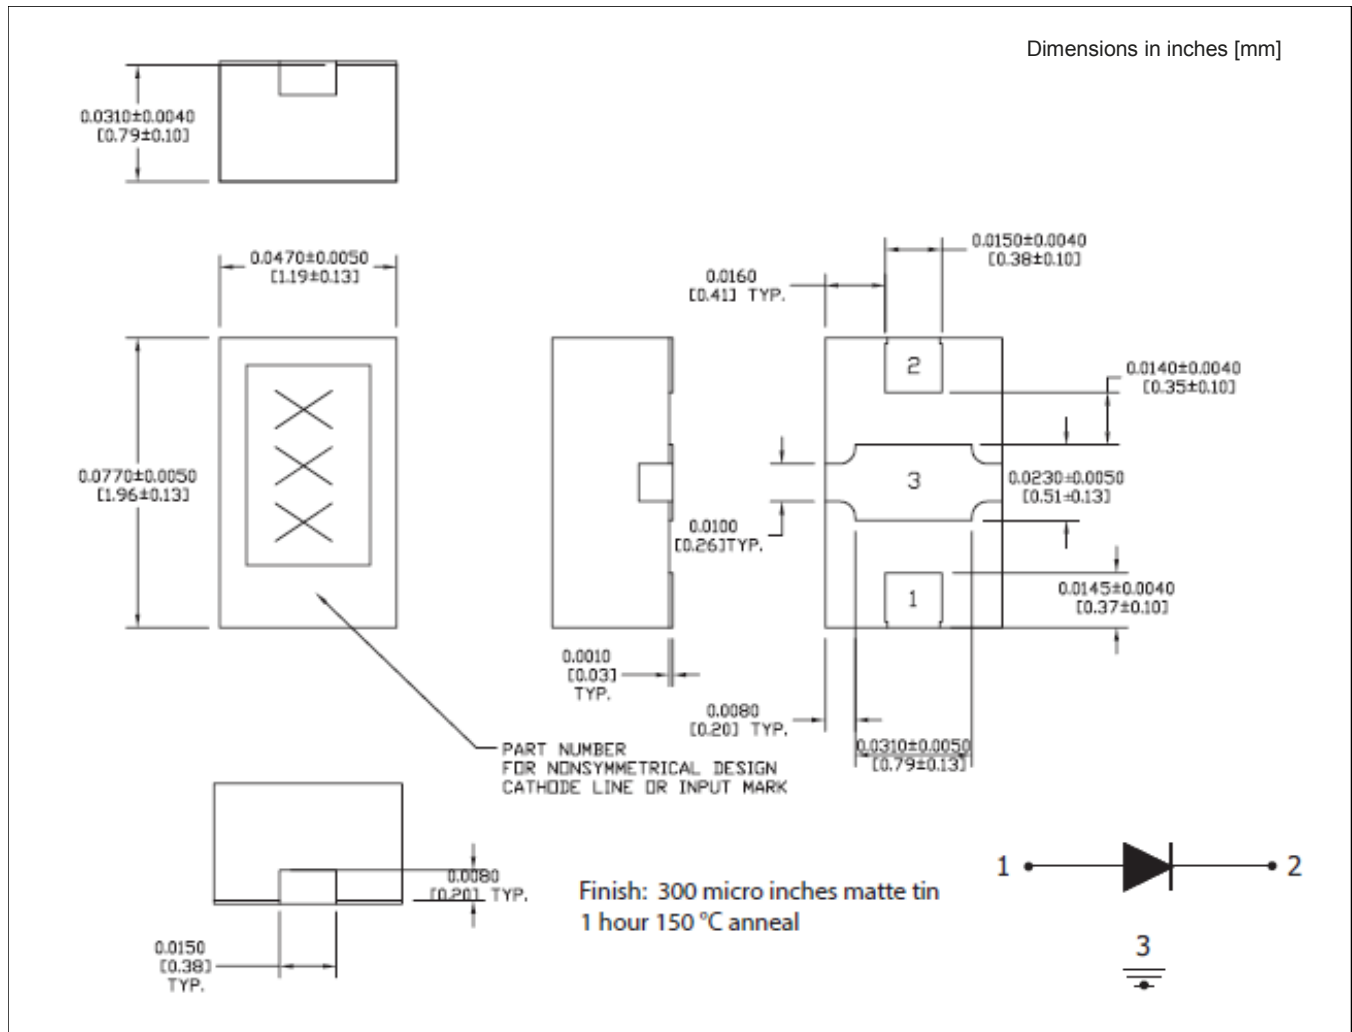 Dimensions in inches [mm]
0.0310±0.0040
[0.79±0.10]
0.0470±0.0050
[1.19±0.13]
0.0150±0.0040
[0.38±0.10]
0.0160
[0.41] TYP.
2
0.0140±0.0040
[0.35±0.10]
0.0770±0.0050
[1.96±0.13]
3
0.0230±0.0050
[0.51±0.13]
0.0100
[0.26]TYP.
1
0.0145±0.0040
[0.37±0.10]
0.0010
[0.03]
TYP.
0.0080
[0.20] TYP.
0.0310±0.0050
[0.79±0.13]
PART NUMBER
FOR NONSYMMETRICAL DESIGN
CATHODE LINE OR INPUT MARK
0.0080
[0.20] TYP.
0.0150
[0.38]
TYP.
Finish: 300 micro inches matte tin
1 hour 150 °C anneal
1
2
3